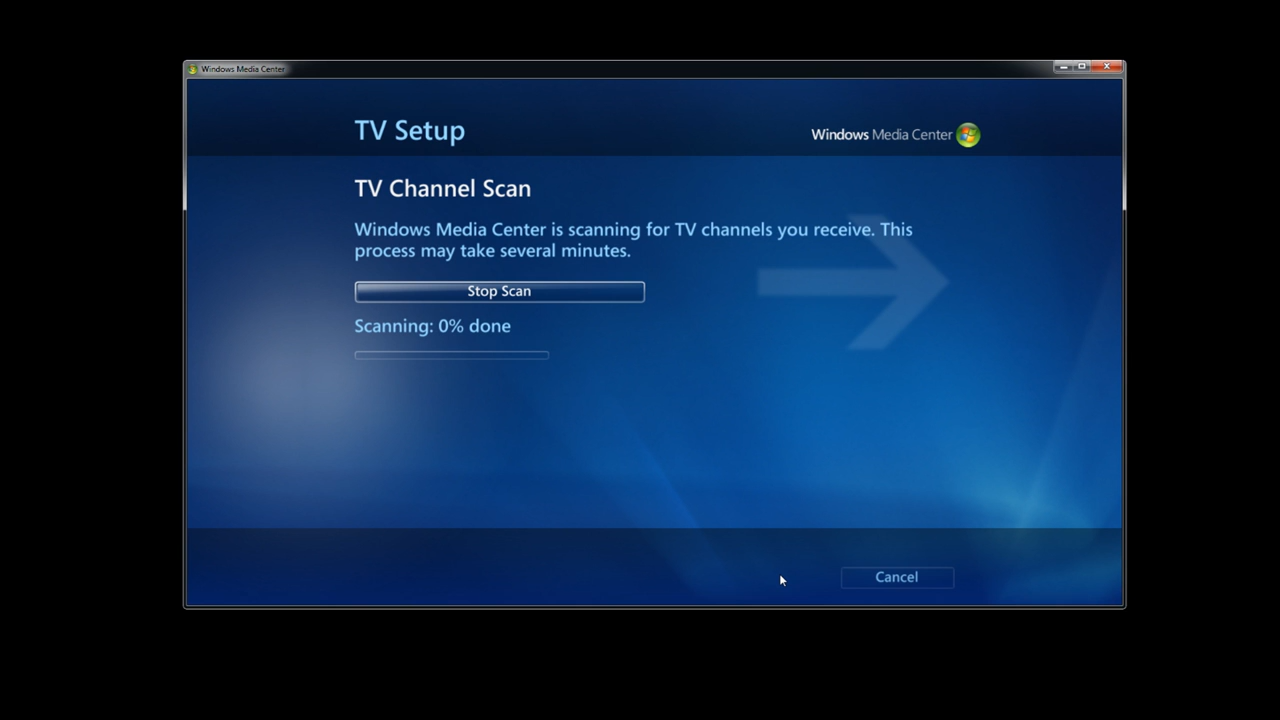 Windows Media Center
TV Setup
Windows Media Center
TV Channel Scan
Windows Media Center is scanning for TV channels you receive. This
process may take several minutes.
Stop Scan
Scanning: 0% done
Cancel